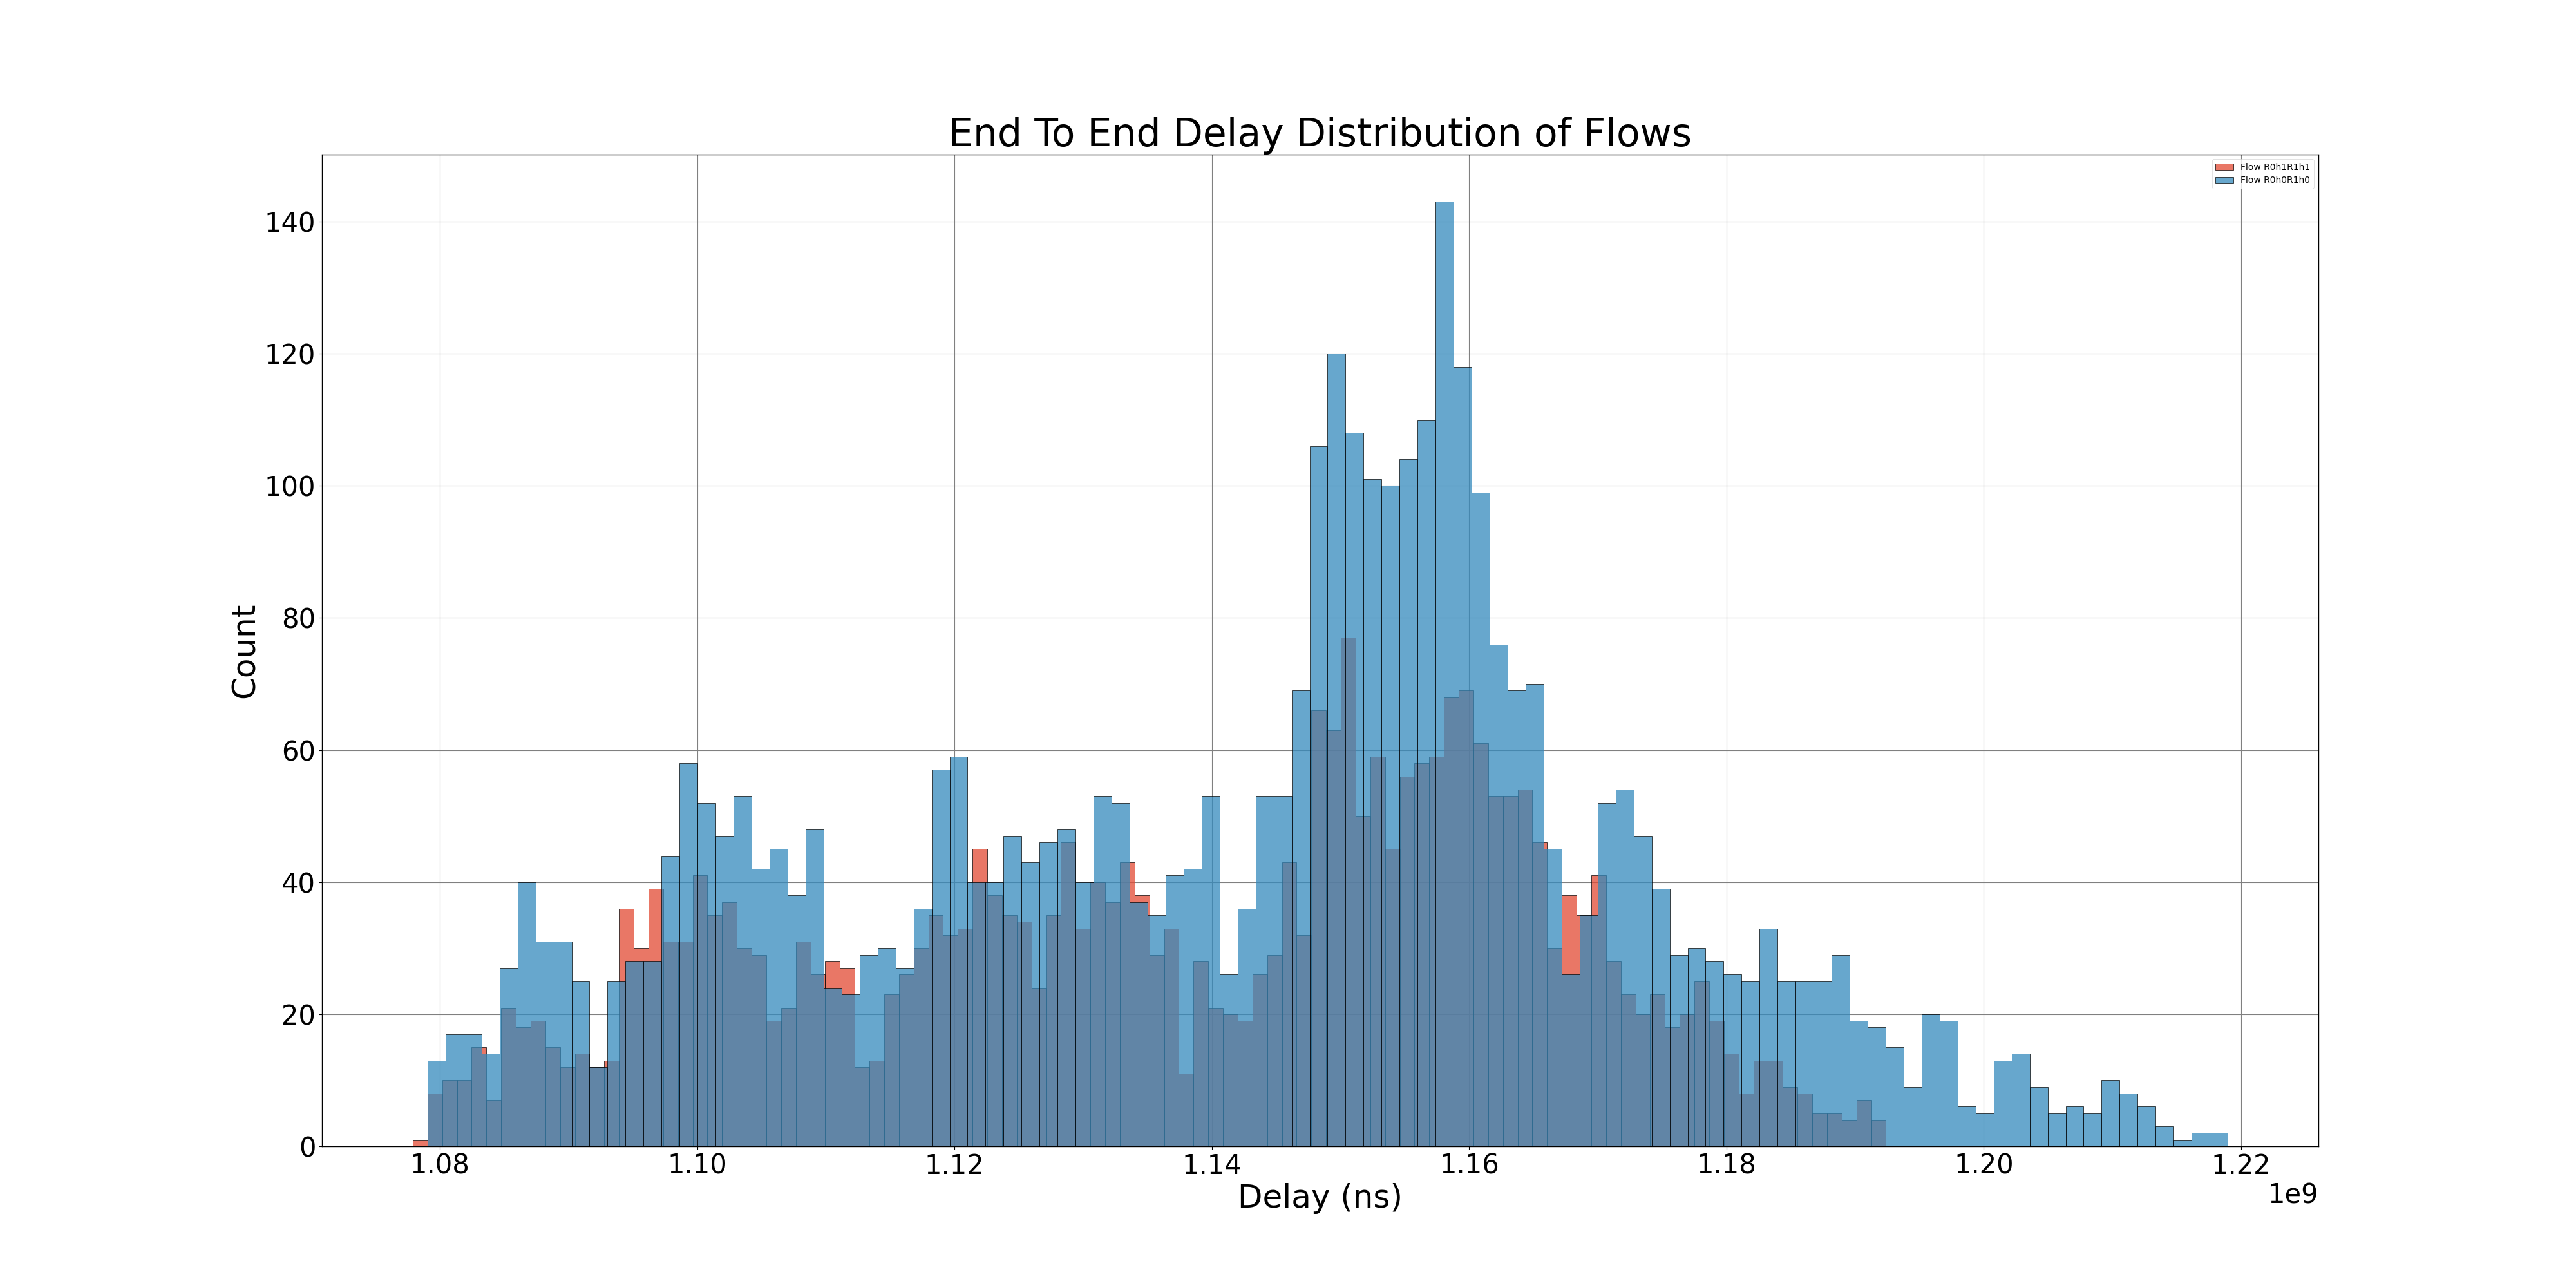 End To End Delay Distribution of Flows
Flow R0h1R1h1
Flow R0h0R1h0
140
120
100
80
60
40
20
0
Count
1.08 1.10 1.12 1.14 1.16 1.18 1.20 1.22
1e9
Delay (ns)